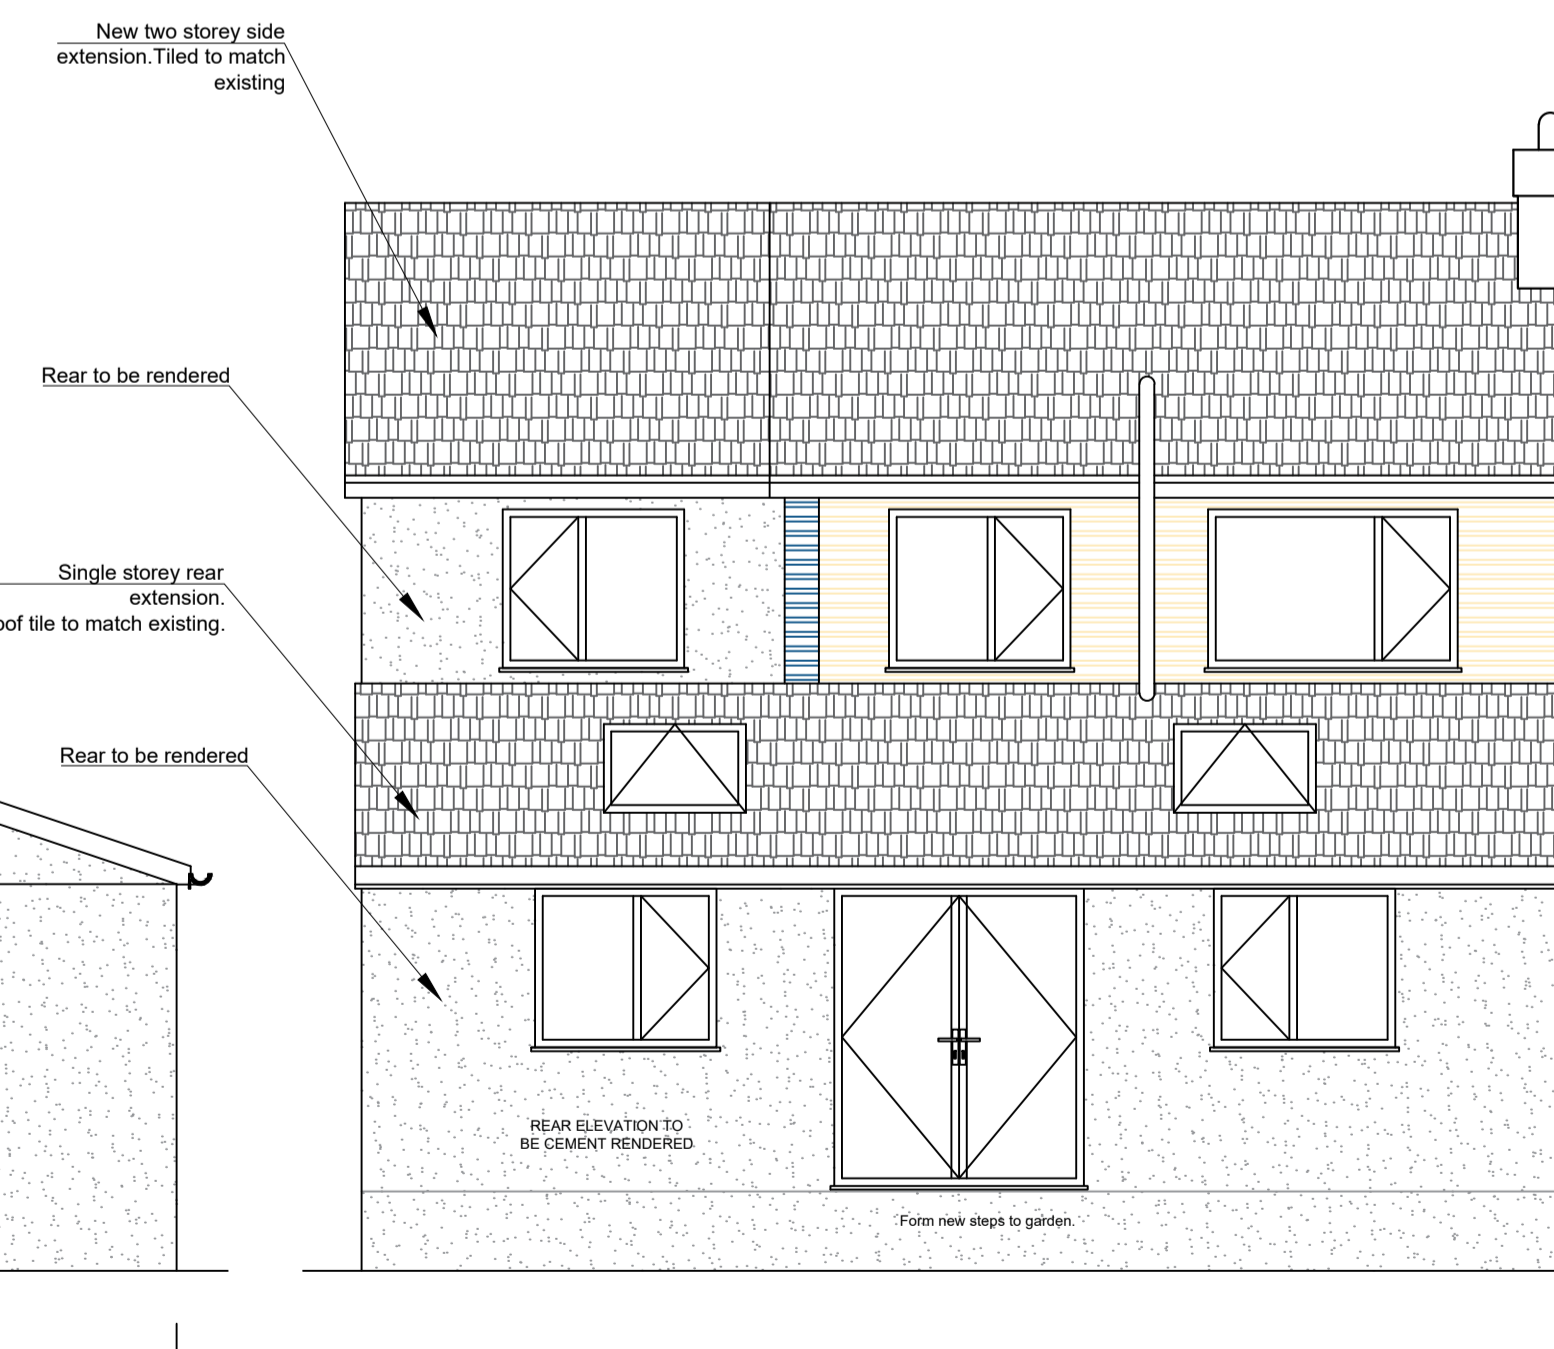 New two storey side
extension.Tiled to match
existing
Rear to be rendered
Single storey rear
extension.
tile to match existing.
Rear to be rendered
REAR ELEVATION TO
BE CEMENT RENDERED
Form new steps to garden.